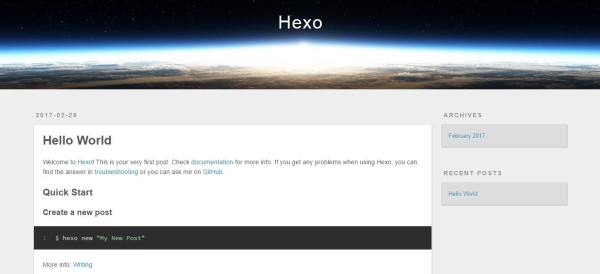 Hexo
2017-02-28
Hello World
Welcome to Hexo! This is your very first post. Check documentation for more info. If you get any problems when using Hexo, you can
find the answer in troubleshooting or you can ask me on GitHub.
Quick Start
Create a new post
1 $ hexo new "My New Post"
More info: Writing
ARCHIVES
February 2017
RECENT POSTS
Hello World